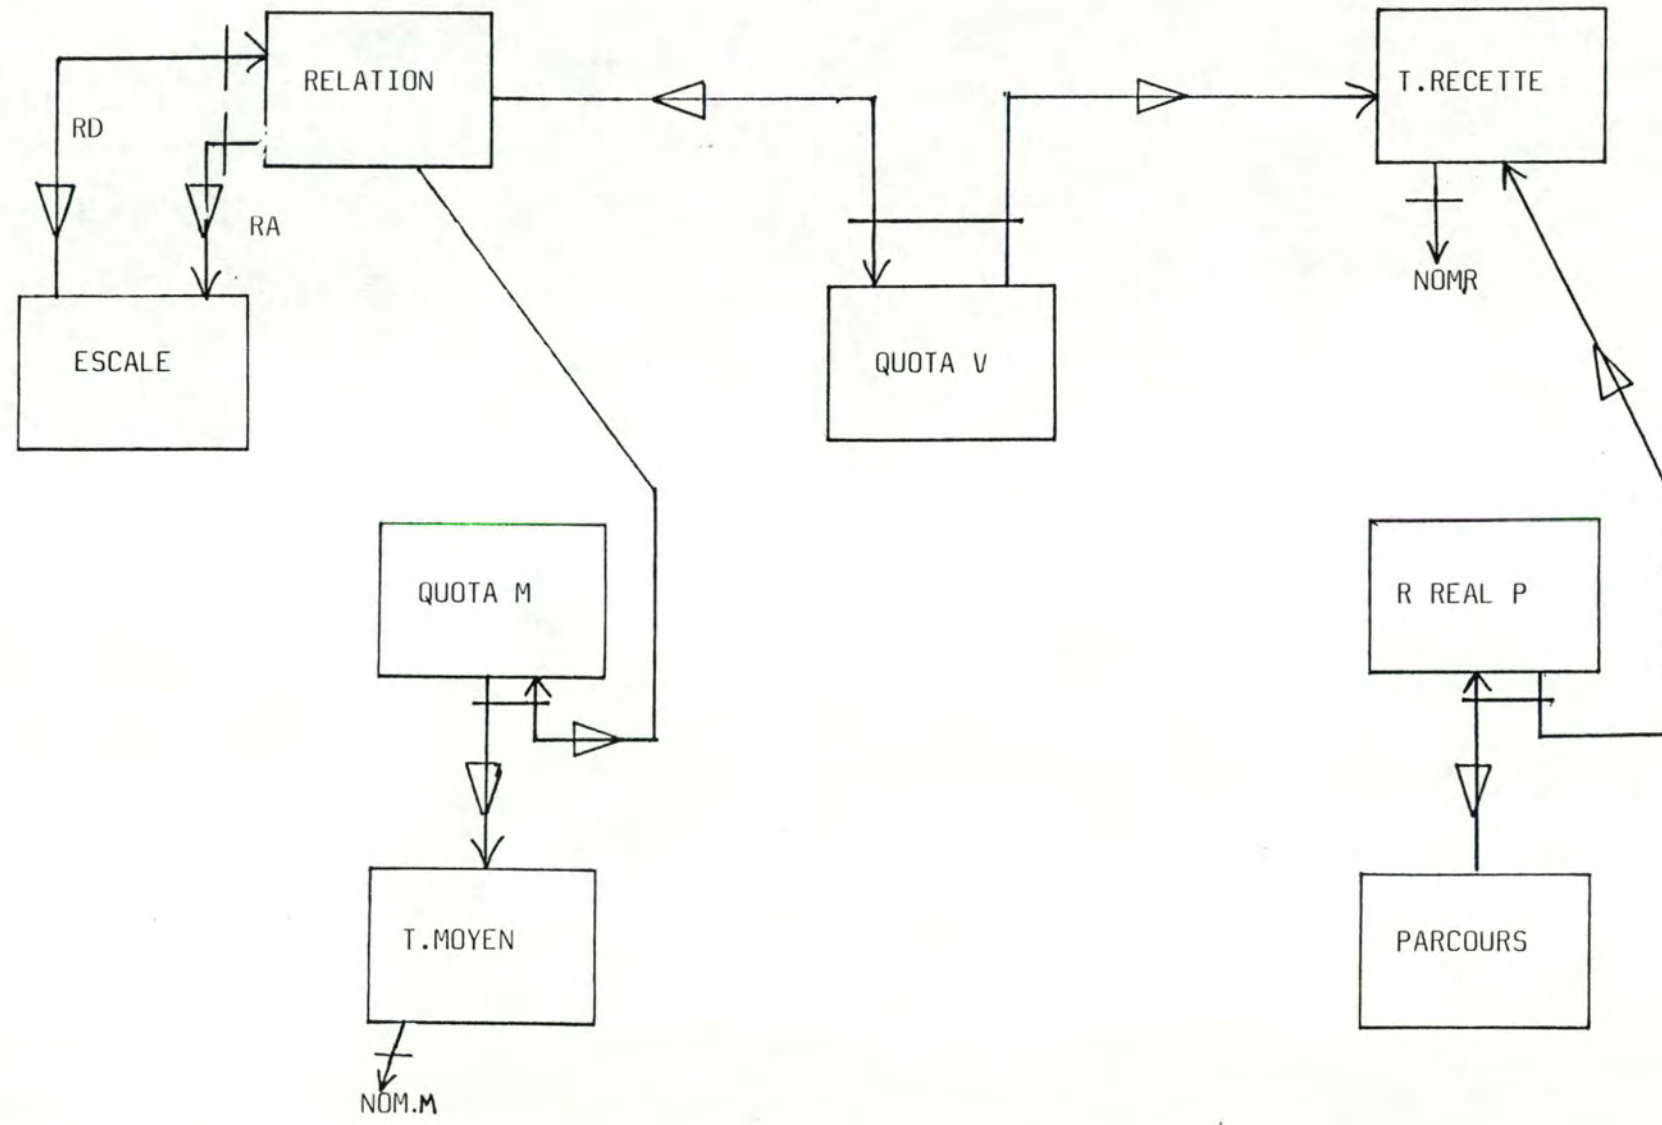 RELATION
T.RECETTE
RD
RA
NOMR
ESCALE
QUOTA V
QUOTA M
R REAL P
T.MOYEN
PARCOURS
NOM.M